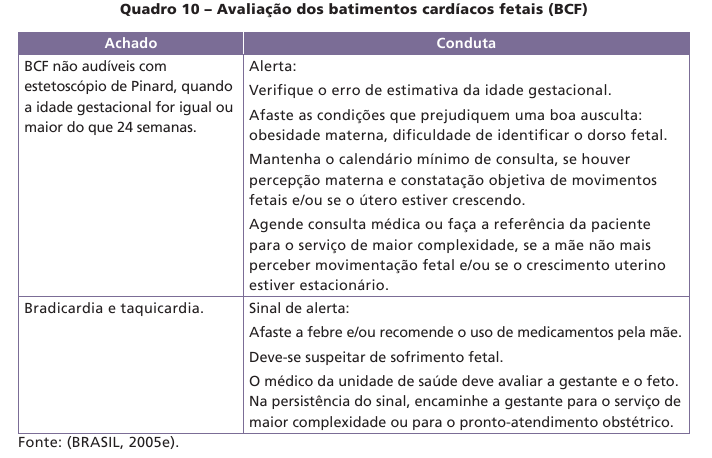 Quadro 10 – Avaliação dos batimentos cardíacos fetais (BCF)
Achado
Conduta
BCF não audíveis com
estetoscópio de Pinard, quando
a idade gestacional for igual ou
maior do que 24 semanas.
Alerta:
Verifique o erro de estimativa da idade gestacional.
Afaste as condições que prejudiquem uma boa ausculta:
obesidade materna, dificuldade de identificar o dorso fetal.
Mantenha o calendário mínimo de consulta, se houver
percepção materna e constatação objetiva de movimentos
fetais e/ou se o útero estiver crescendo.
Agende consulta médica ou faça a referência da paciente
para o serviço de maior complexidade, se a mãe não mais
perceber movimentação fetal e/ou se o crescimento uterino
estiver estacionário.
Bradicardia e taquicardia.
Sinal de alerta:
Afaste a febre e/ou recomende o uso de medicamentos pela mãe.
Deve-se suspeitar de sofrimento fetal.
O médico da unidade de saúde deve avaliar a gestante e o feto.
Na persistência do sinal, encaminhe a gestante para o serviço de
maior complexidade ou para o pronto-atendimento obstétrico.
Fonte: (BRASIL, 2005e).